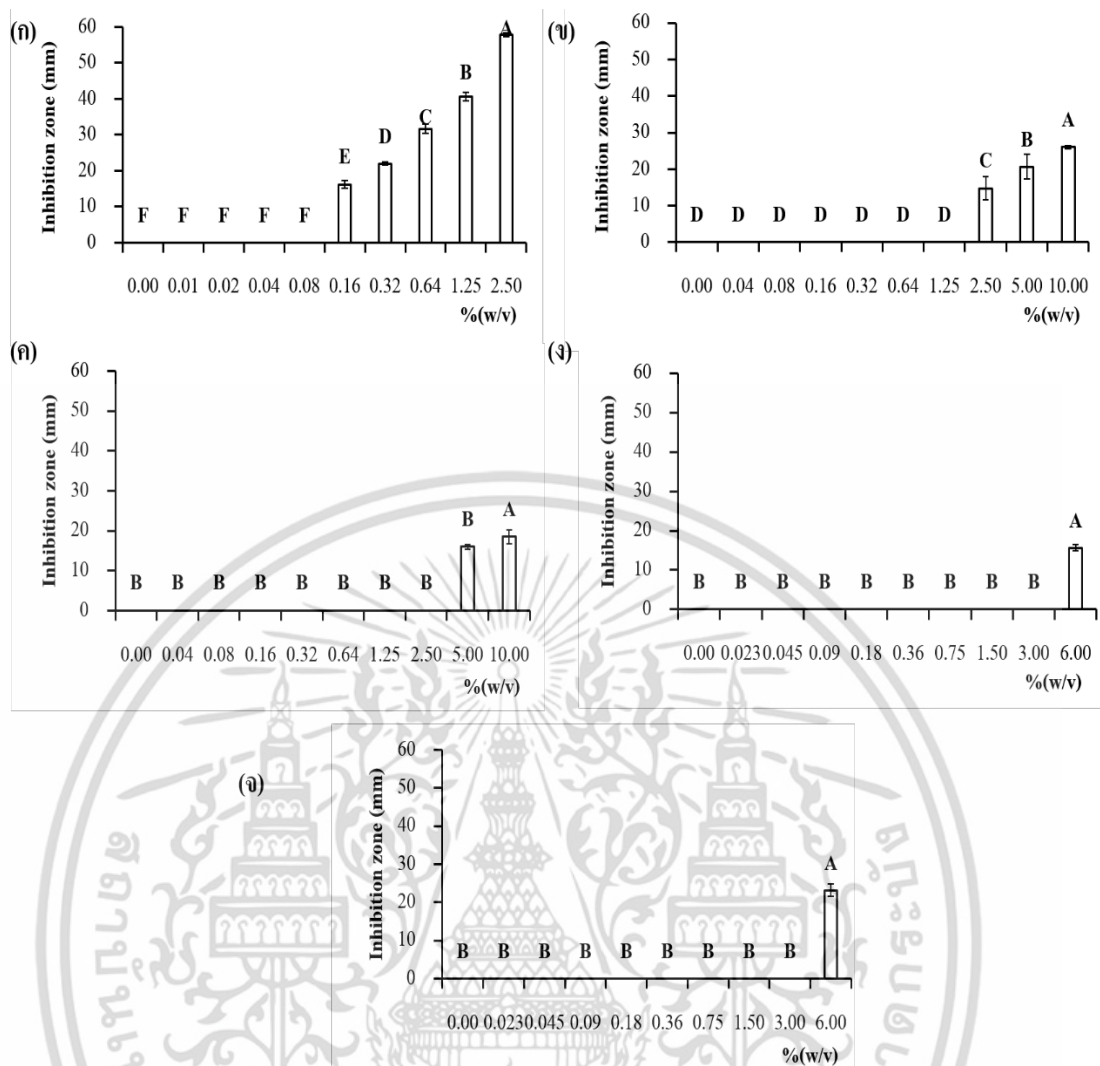 (ก)
Inhibition zone (mm)
60
50
40
30
20
10
0
F F F F F E D C B A
0.00 0.01 0.02 0.04 0.08 0.16 0.32 0.64 1.25 2.50
%(w/v)
(ข)
Inhibition zone (mm)
60
50
40
30
20
10
0
D D D D D D D C B A
0.00 0.04 0.08 0.16 0.32 0.64 1.25 2.50 5.00 10.00
%(w/v)
(ค)
Inhibition zone (mm)
60
50
40
30
20
10
0
B B B B B B B B B A
0.00 0.04 0.08 0.16 0.32 0.64 1.25 2.50 5.00 10.00
%(w/v)
(ง)
Inhibition zone (mm)
60
50
40
30
20
10
0
B B B B B B B B B A
0.00 0.023 0.045 0.09 0.18 0.36 0.75 1.50 3.00 6.00
%(w/v)
(จ)
Inhibition zone (mm)
60
50
40
30
20
10
0
B B B B B B B B B A
0.00 0.023 0.045 0.09 0.18 0.36 0.75 1.50 3.00 6.00
%(w/v)